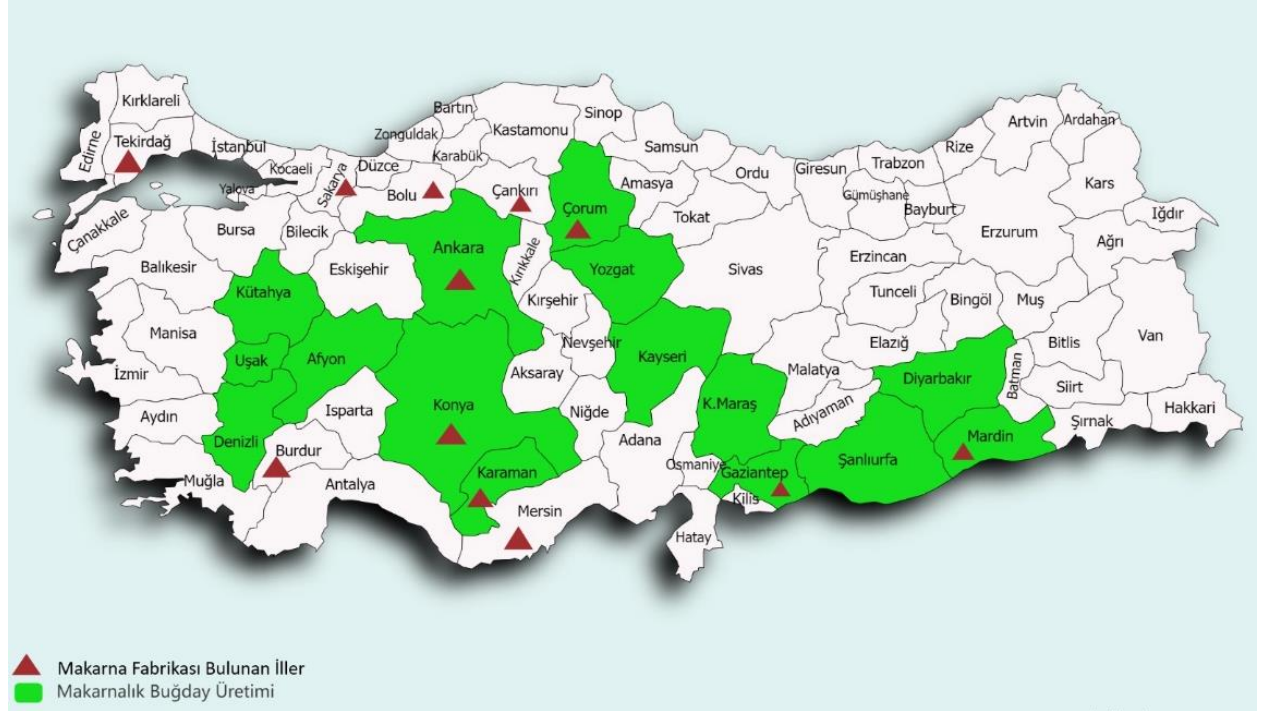 Kırklareli
Edirne
Tekirdağ
İstanbul
Kocaeli
Yalova
Sakarya
Düzce
Zonguldak
Bartın
Karabük
Kastamonu
Sinop
Samsun
Bolu
Çankırı
Çorum
Amasya
Tokat
Ordu
Giresun
Trabzon
Rize
Artvin
Ardahan
Kars
Iğdır
Gümüşhane
Bayburt
Erzurum
Ağrı
Erzincan
Çanakkale
Bursa
Bilecik
Balıkesir
Eskişehir
Ankara
Kırıkkale
Yozgat
Sivas
Kütahya
Kırşehir
Tunceli
Bingöl
Muş
Van
Manisa
Uşak
Afyon
Nevşehir
Kayseri
Elazığ
Bitlis
İzmir
Aksaray
Malatya
Diyarbakır
Batman
Siirt
Aydın
Isparta
Konya
Niğde
K.Maraş
Adıyaman
Hakkari
Denizli
Burdur
Adana
Mardin
Şırnak
Muğla
Antalya
Karaman
Osmaniye
Gaziantep
Şanlıurfa
Kilis
Mersin
Hatay
Makarna Fabrikası Bulunan İller
Makarnalık Buğday Üretimi